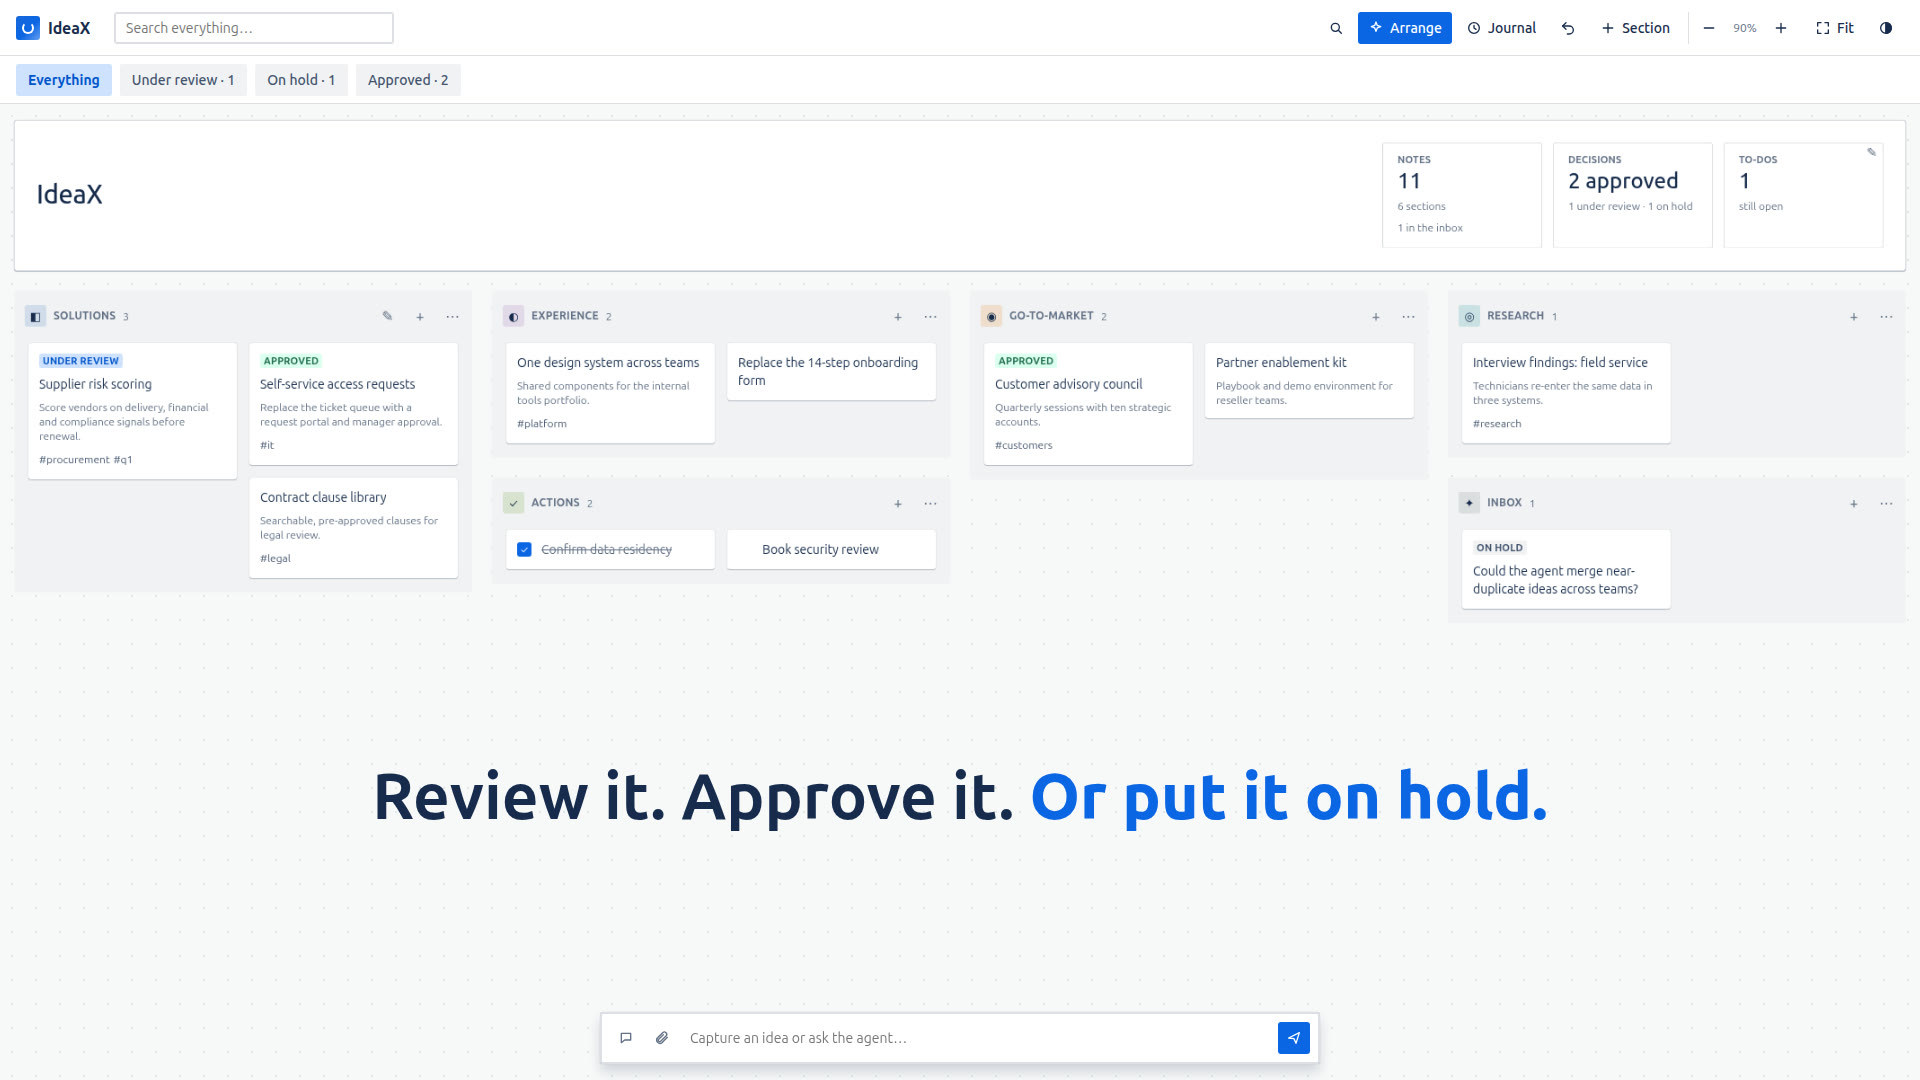 IdeaX
Search everything…
Arrange
Journal
Section
90%
Fit
Everything
Under review · 1
On hold · 1
Approved · 2
IdeaX
NOTES
11
6 sections
1 in the inbox
DECISIONS
2 approved
1 under review · 1 on hold
TO-DOS
1
still open
SOLUTIONS 3
UNDER REVIEW
Supplier risk scoring
Score vendors on delivery, financial
and compliance signals before
renewal.
#procurement #q1
APPROVED
Self-service access requests
Replace the ticket queue with a
request portal and manager approval.
#it
Contract clause library
Searchable, pre-approved clauses for
legal review.
#legal
EXPERIENCE 2
One design system across teams
Shared components for the internal
tools portfolio.
#platform
Replace the 14-step onboarding
form
ACTIONS 2
Confirm data residency
Book security review
GO-TO-MARKET 2
APPROVED
Customer advisory council
Quarterly sessions with ten strategic
accounts.
#customers
Partner enablement kit
Playbook and demo environment for
reseller teams.
RESEARCH 1
Interview findings: field service
Technicians re-enter the same data in
three systems.
#research
INBOX 1
ON HOLD
Could the agent merge near-
duplicate ideas across teams?
Review it. Approve it. Or put it on hold.
Capture an idea or ask the agent…